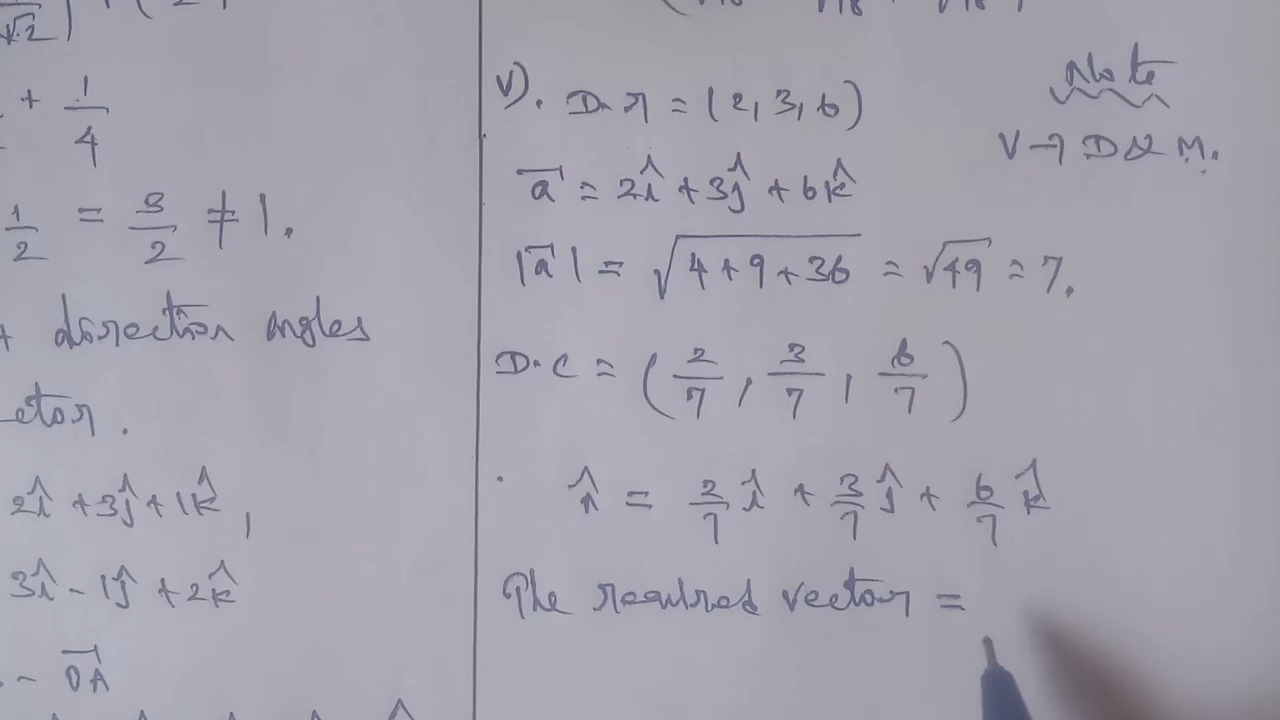 + 1/4
1/2 = 3/2 ≠ 1.
direction angles
2î + 3ĵ + 1k̂,
3î - 1ĵ + 2k̂
- OA
V). D.r = (2, 3, 6)
a = 2î + 3ĵ + 6k̂
|a| = √(4+9+36) = √49 = 7.
D.C = (2/7, 3/7, 6/7)
= 2/7 î + 3/7 ĵ + 6/7 k̂
The required vector =
Note
V → D & M.